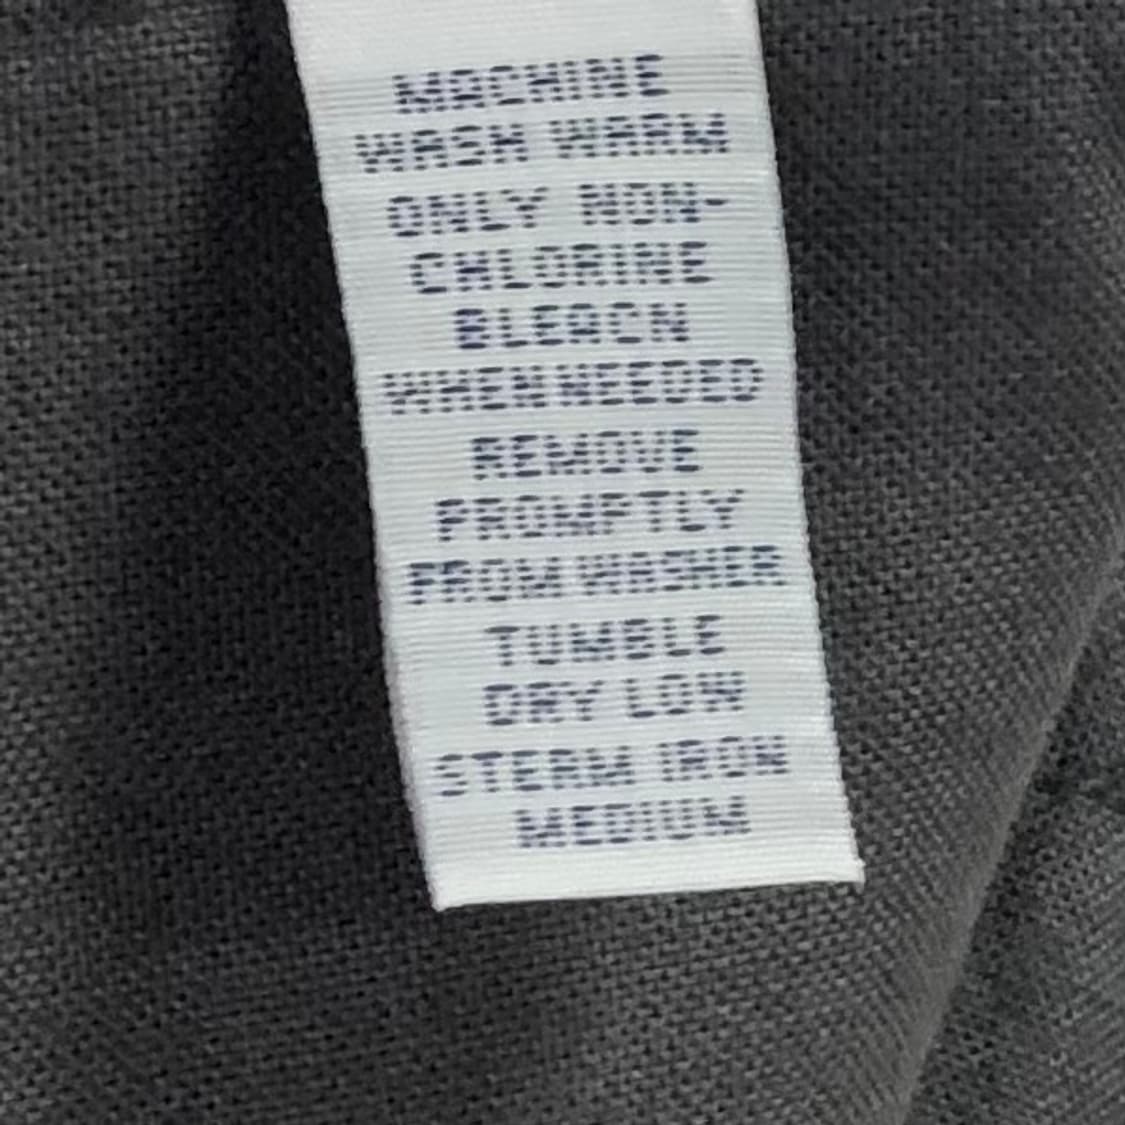 MACHINE
WASH WARM
ONLY NON-
CHLORINE
BLEACH
WHEN NEEDED
REMOVE
PROMPTLY
FROM WASHER
TUMBLE
DRY LOW
STEAM IRON
MEDIUM